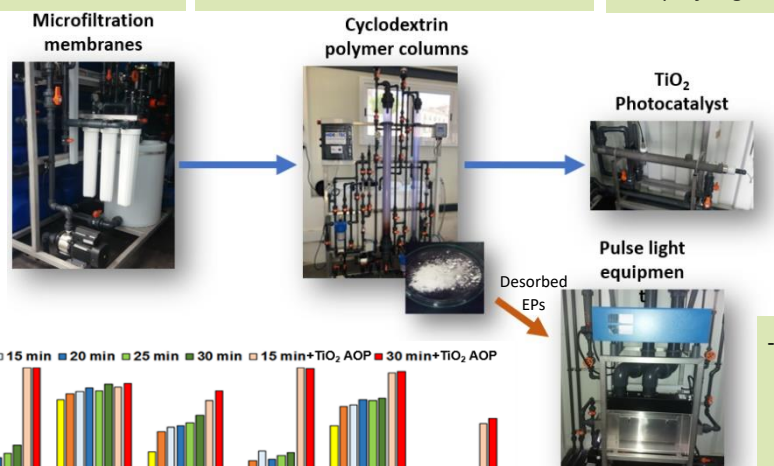 Microfiltration
membranes
Cyclodextrin
polymer columns
TiO₂
Photocatalyst
Pulse light
equipmen
t
Desorbed
EPs
15 min 20 min 25 min 30 min 15 min+TiO₂ AOP 30 min+TiO₂ AOP